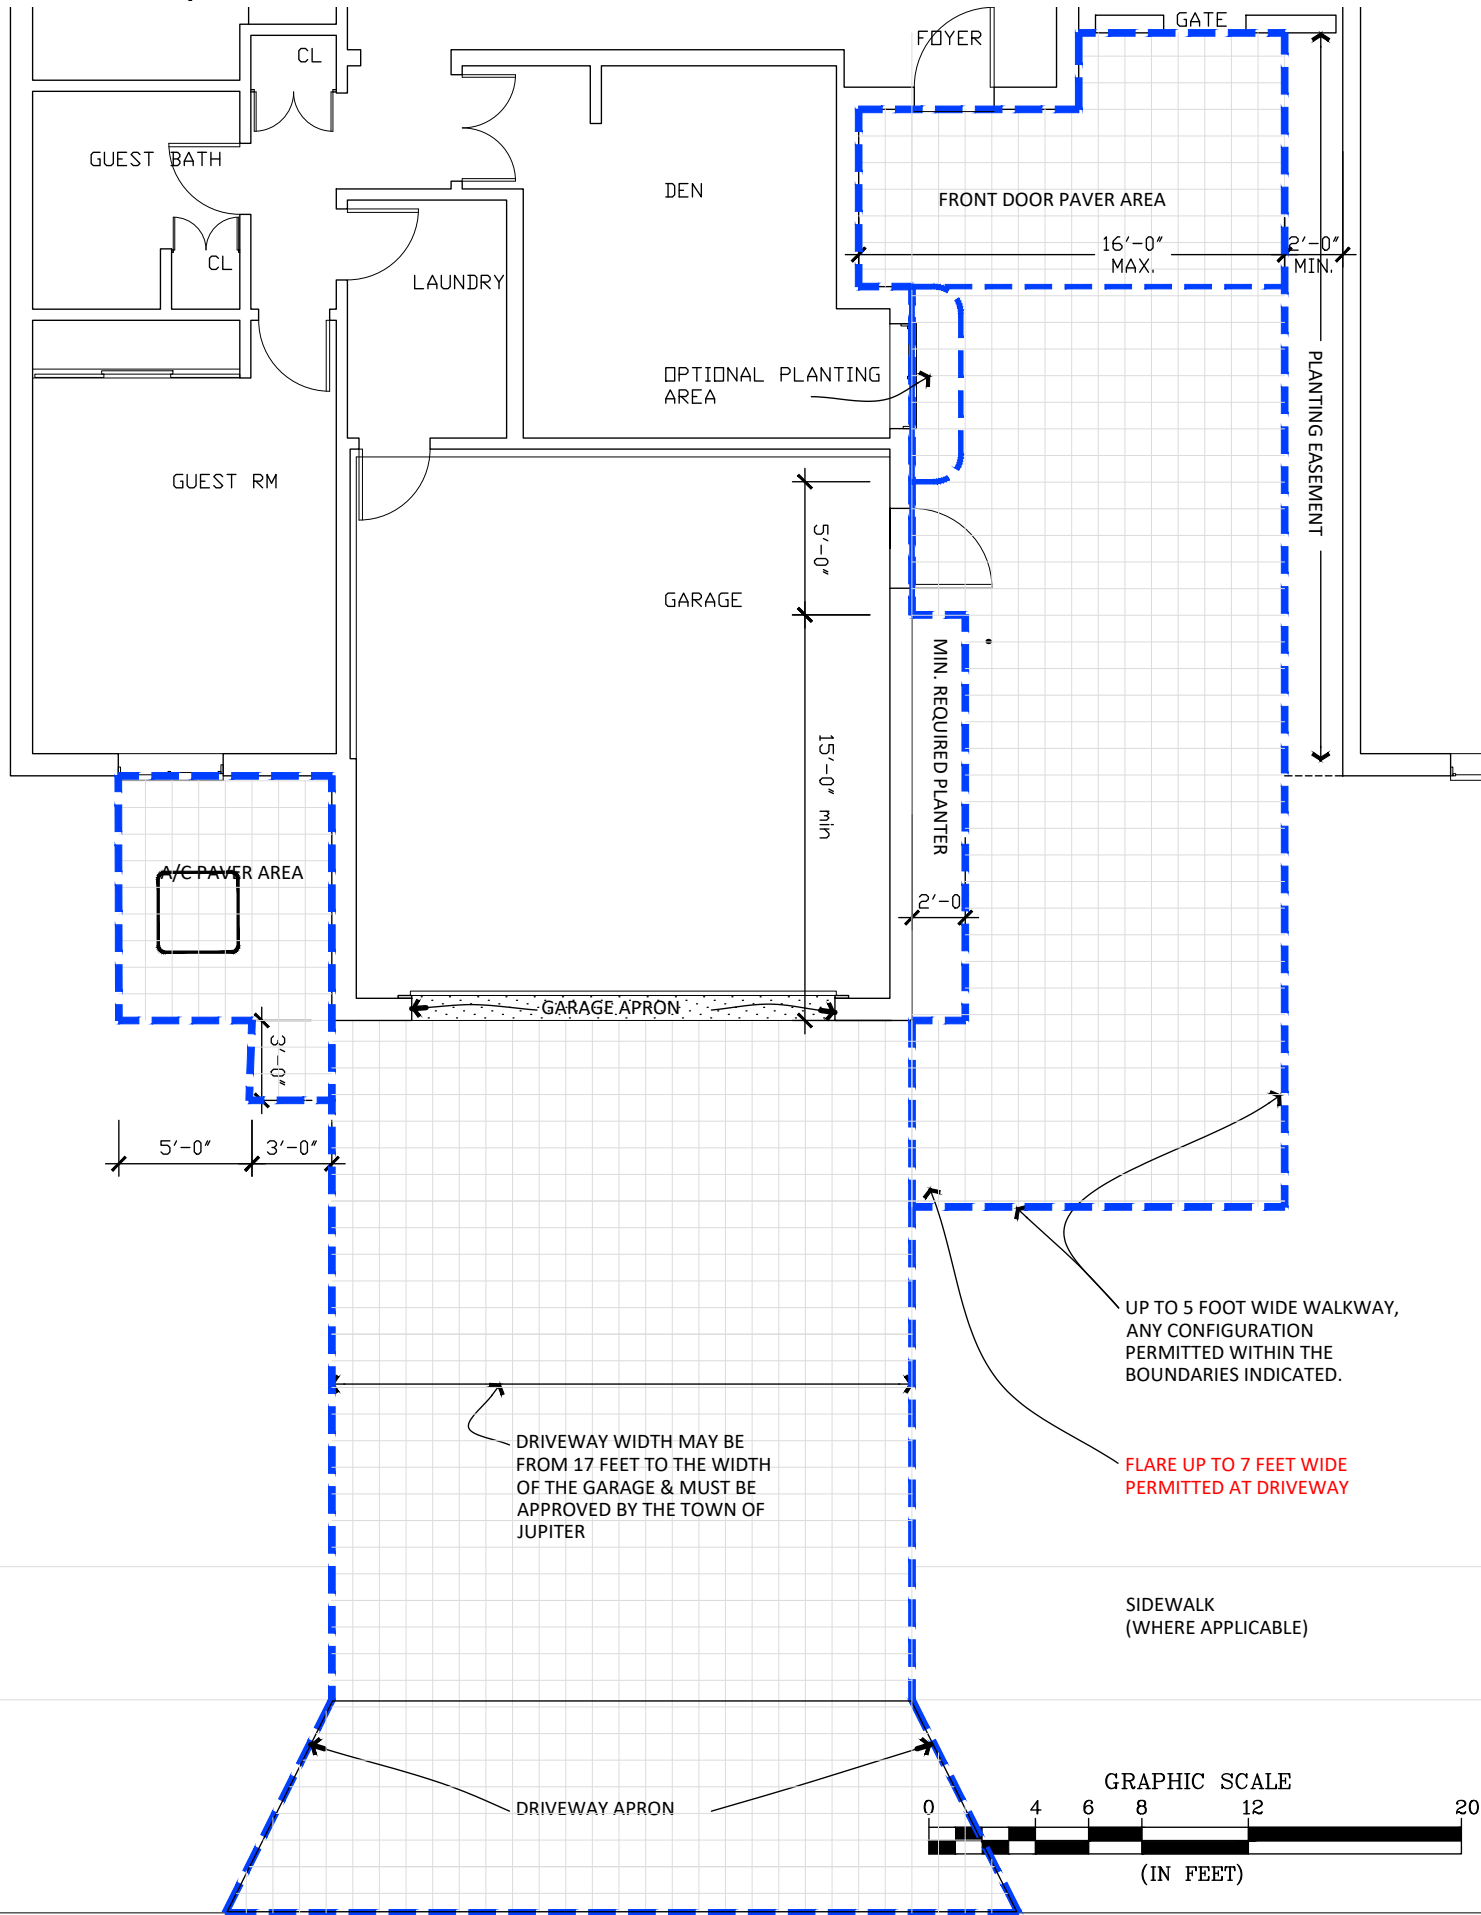 GATE
FOYER
CL
GUEST BATH
DEN
FRONT DOOR PAVER AREA
16'-0"
MAX.
2'-0"
MIN.
CL
LAUNDRY
OPTIONAL PLANTING
AREA
PLANTING EASEMENT
GUEST RM
5'-0"
GARAGE
MIN. REQUIRED PLANTER
15'-0" min
A/C PAVER AREA
2'-0
GARAGE APRON
3'-0"
5'-0"
3'-0"
UP TO 5 FOOT WIDE WALKWAY,
ANY CONFIGURATION
PERMITTED WITHIN THE
BOUNDARIES INDICATED.
DRIVEWAY WIDTH MAY BE
FROM 17 FEET TO THE WIDTH
OF THE GARAGE & MUST BE
APPROVED BY THE TOWN OF
JUPITER
FLARE UP TO 7 FEET WIDE
PERMITTED AT DRIVEWAY
SIDEWALK
(WHERE APPLICABLE)
DRIVEWAY APRON
GRAPHIC SCALE
0 4 6 8 12 20
(IN FEET)